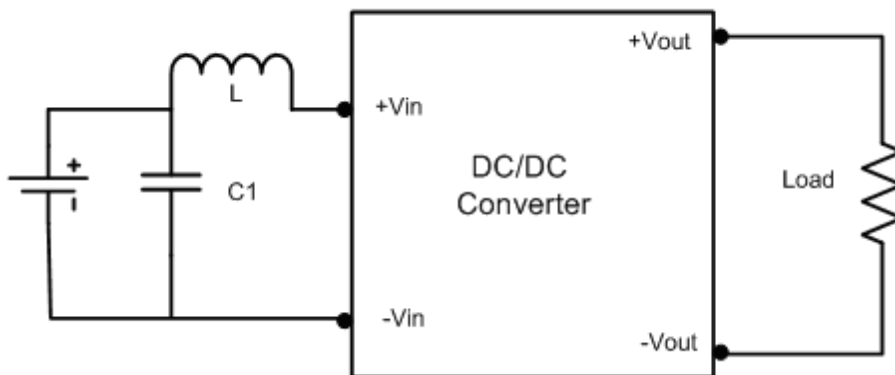 +Vout
L
+Vin
DC/DC
Converter
Load
+
C1
-
-Vin
-Vout